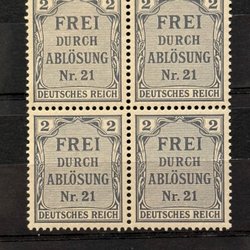 2 2 2 2
FREI FREI
DURCH DURCH
ABLÖSUNG ABLÖSUNG
Nr. 21 Nr. 21
DEUTSCHES REICH DEUTSCHES REICH
2 2 2 2
FREI FREI
DURCH DURCH
ABLÖSUNG ABLÖSUNG
Nr. 21 Nr. 21
DEUTSCHES REICH DEUTSCHES REICH